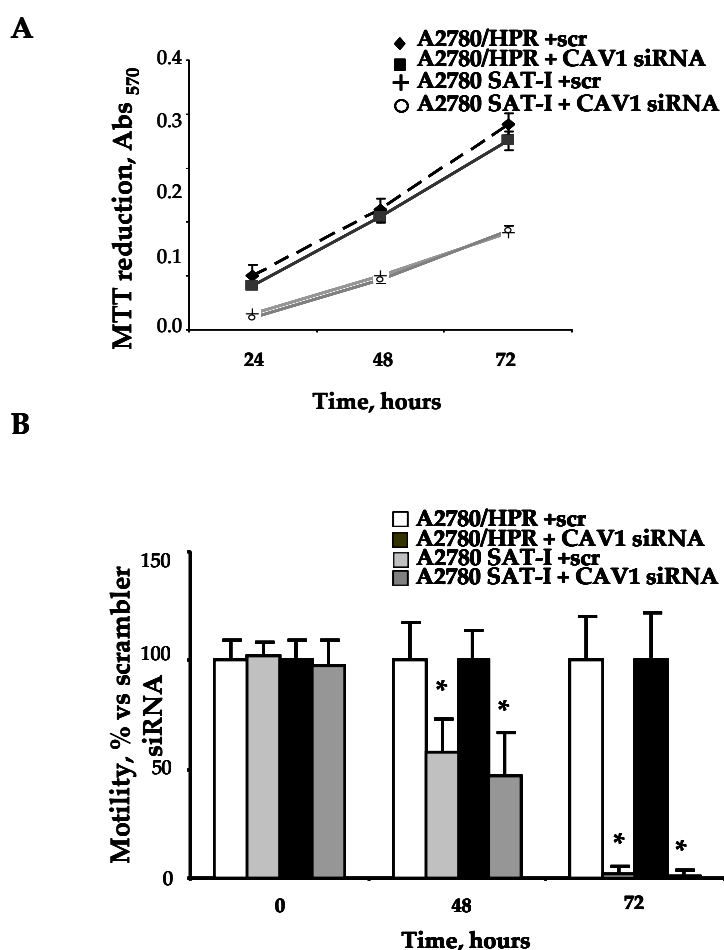 A
A2780/HPR +scr
A2780/HPR + CAV1 siRNA
A2780 SAT-I +scr
A2780 SAT-I + CAV1 siRNA
MTT reduction, Abs 570
0.4
0.3
0.2
0.1
0.0
24 48 72
Time, hours
B
A2780/HPR +scr
A2780/HPR + CAV1 siRNA
A2780 SAT-I +scr
A2780 SAT-I + CAV1 siRNA
Motility, % vs scrambler
siRNA
150
100
50
0
* * * *
0 48 72
Time, hours